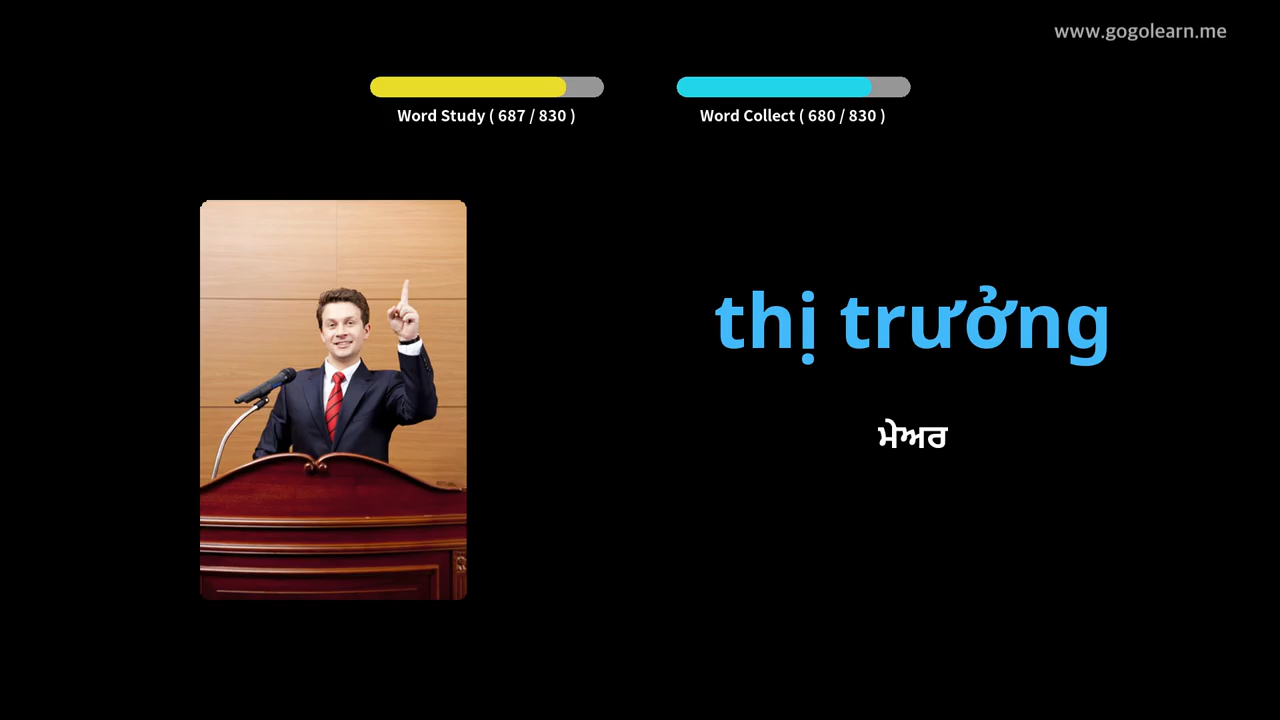 www.gogolearn.me
Word Study ( 687 / 830 )
Word Collect ( 680 / 830 )
thị trưởng
ਮੇਅਰ